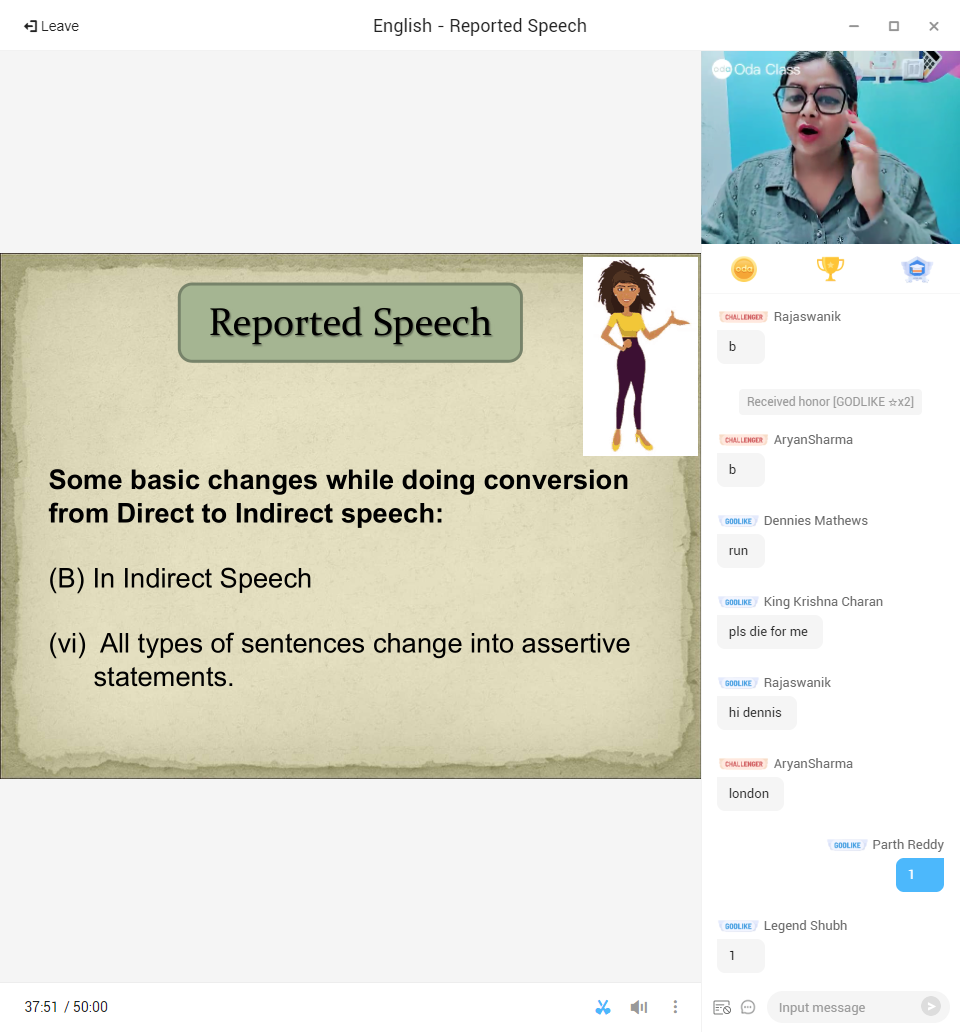 Leave
English - Reported Speech
oda Oda Class
Reported Speech
Some basic changes while doing conversion
from Direct to Indirect speech:
(B) In Indirect Speech
(vi) All types of sentences change into assertive
statements.
37:51 / 50:00
oda
CHALLENGER Rajaswanik
b
Received honor [GODLIKE ☆x2]
CHALLENGER AryanSharma
b
GODLIKE Dennies Mathews
run
GODLIKE King Krishna Charan
pls die for me
GODLIKE Rajaswanik
hi dennis
CHALLENGER AryanSharma
london
GODLIKE Parth Reddy
1
GODLIKE Legend Shubh
1
Input message